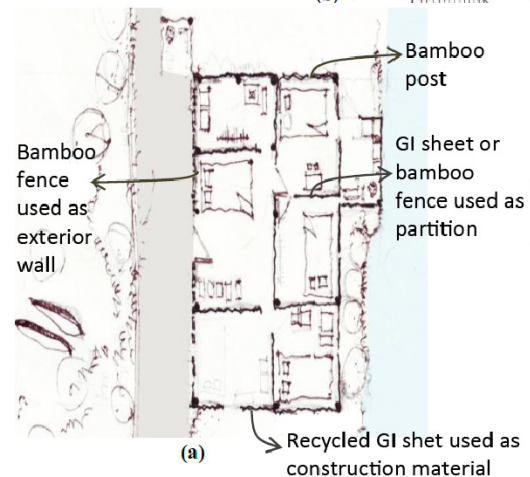 Bamboo
post
GI sheet or
bamboo
fence used as
partition
Bamboo
fence
used as
exterior
wall
(a)
Recycled GI shet used as
construction material